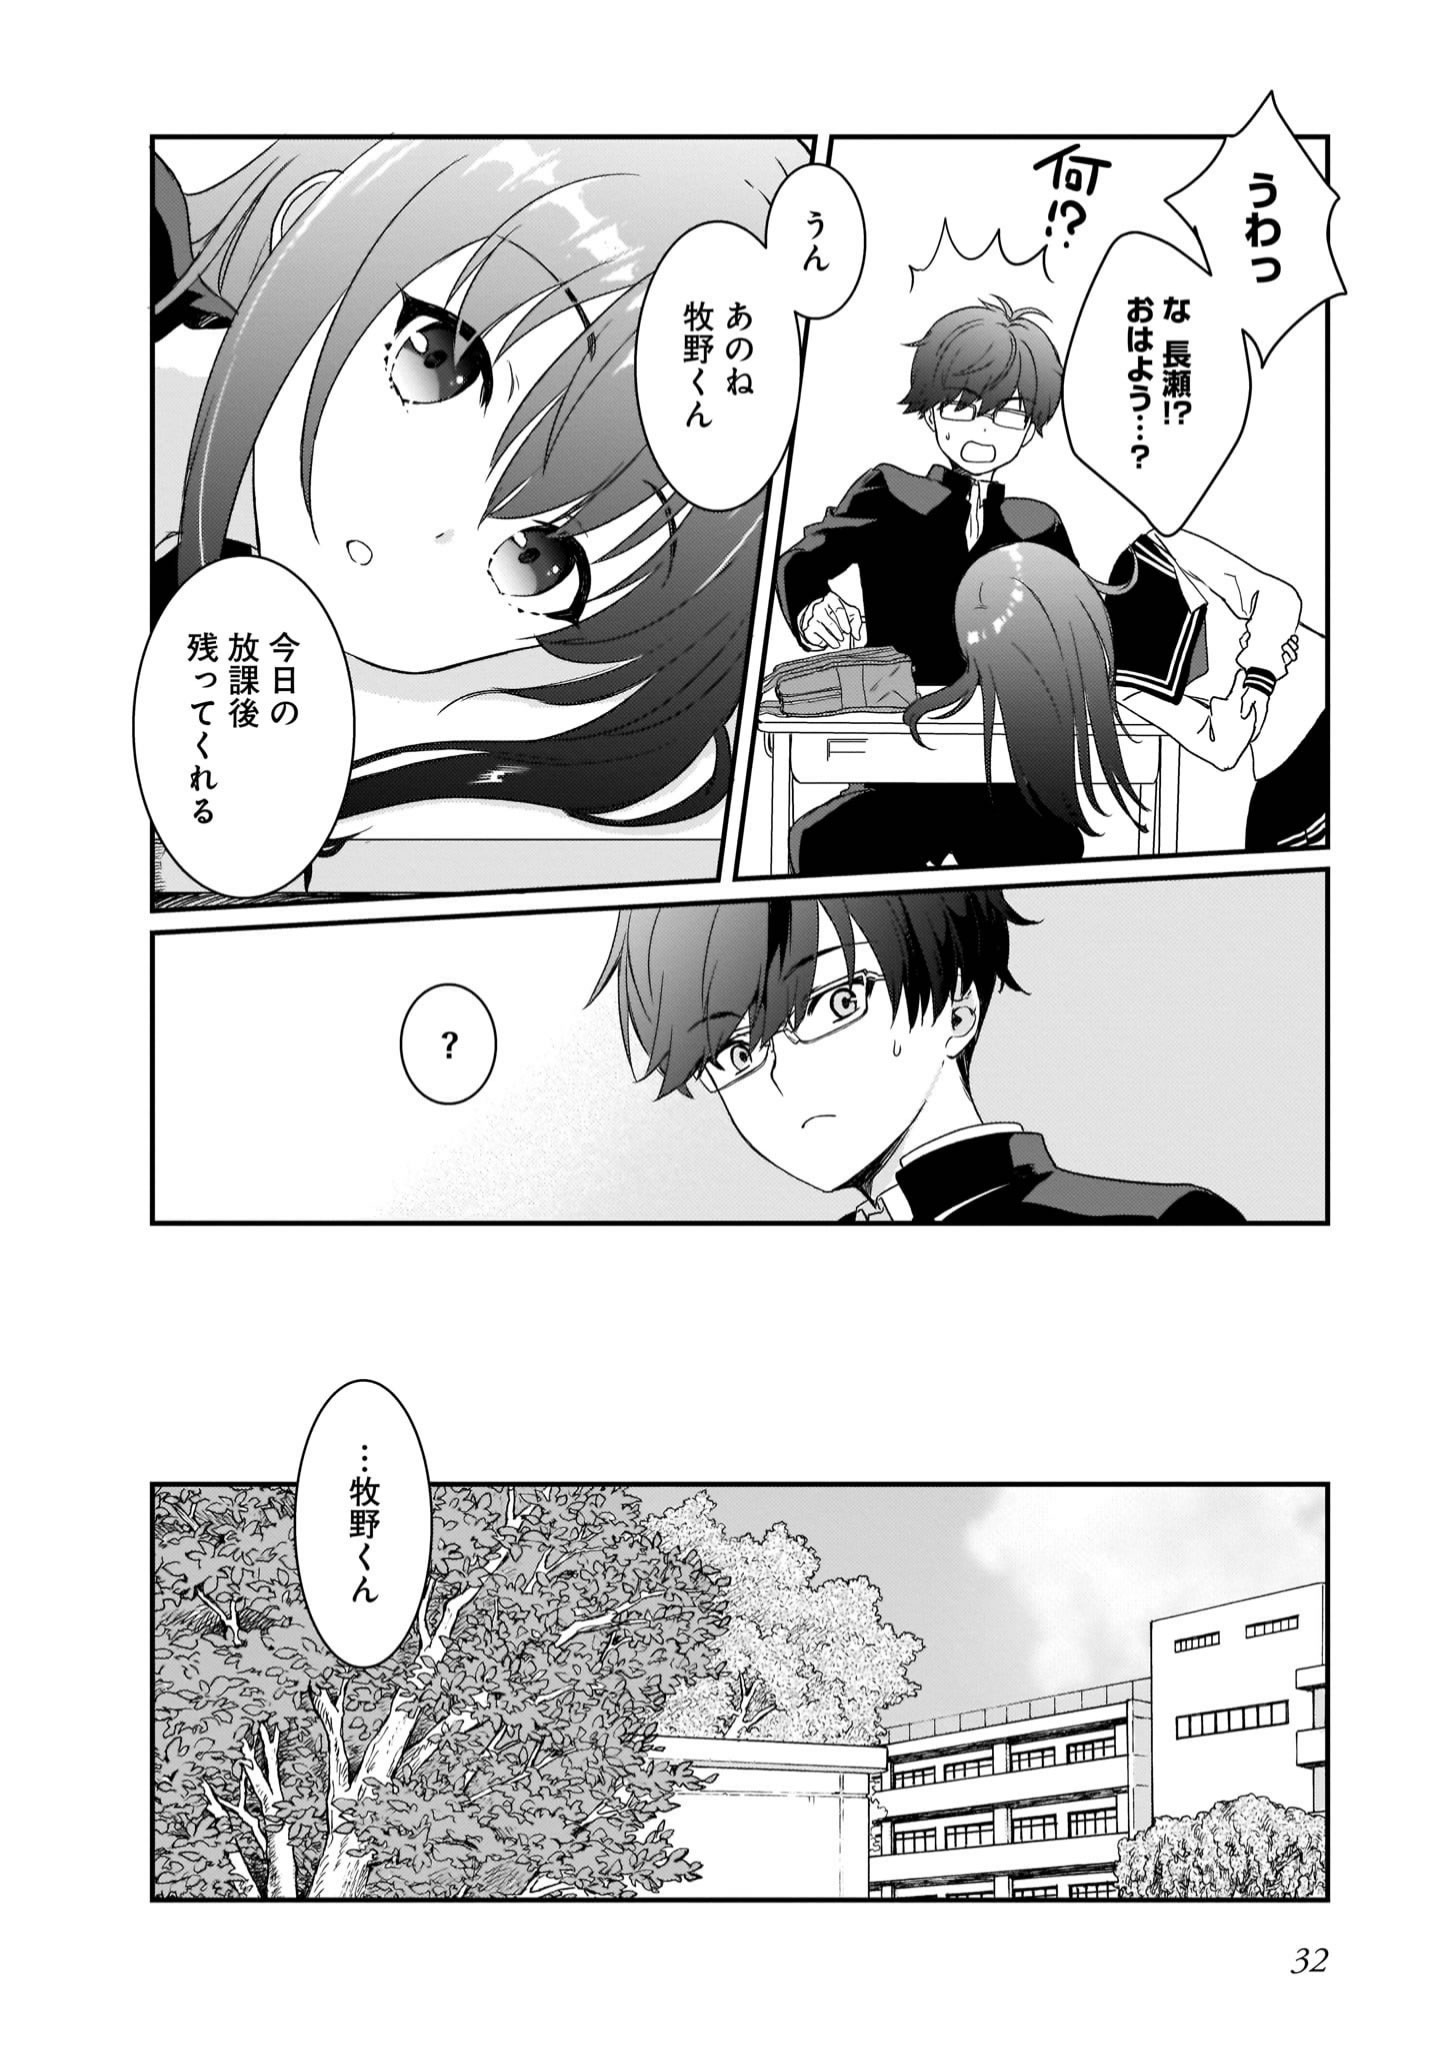 うわっ
な 長瀬!?
おはよう…?
何!?
うん
あのね
牧野くん
今日の
放課後
残ってくれる
?
…牧野くん
32